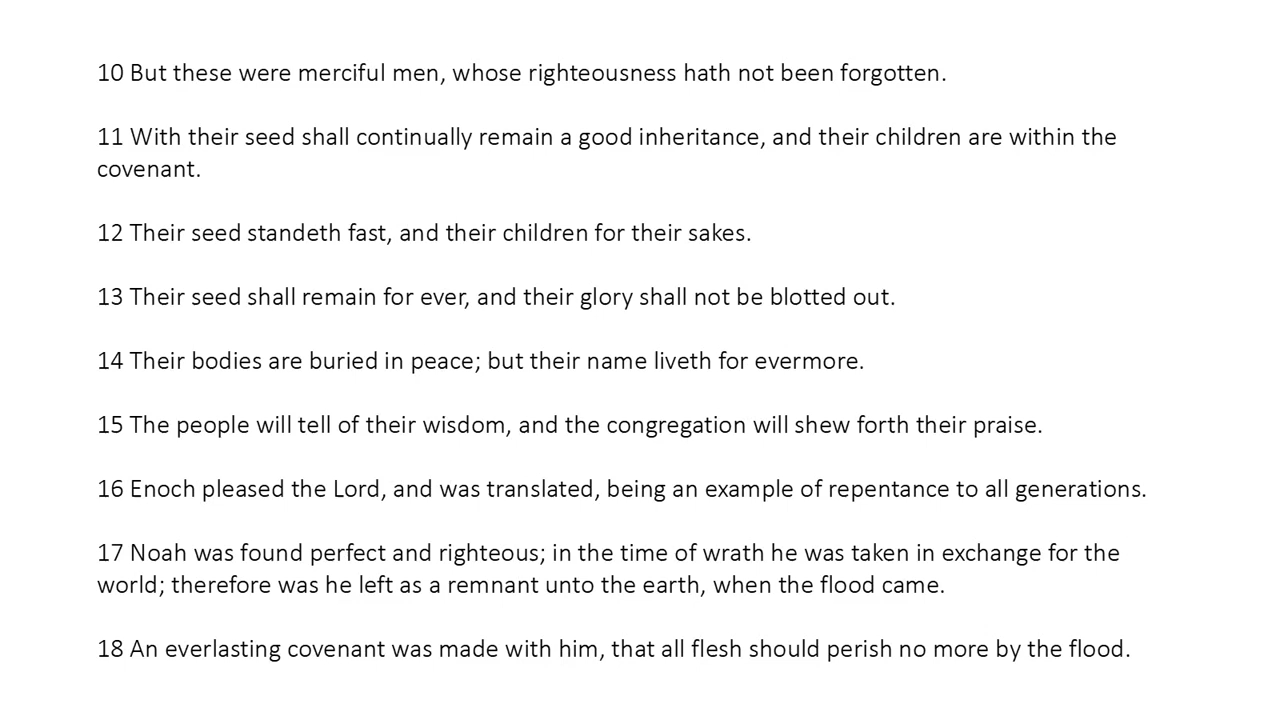 10 But these were merciful men, whose righteousness hath not been forgotten.
11 With their seed shall continually remain a good inheritance, and their children are within the
covenant.
12 Their seed standeth fast, and their children for their sakes.
13 Their seed shall remain for ever, and their glory shall not be blotted out.
14 Their bodies are buried in peace; but their name liveth for evermore.
15 The people will tell of their wisdom, and the congregation will shew forth their praise.
16 Enoch pleased the Lord, and was translated, being an example of repentance to all generations.
17 Noah was found perfect and righteous; in the time of wrath he was taken in exchange for the
world; therefore was he left as a remnant unto the earth, when the flood came.
18 An everlasting covenant was made with him, that all flesh should perish no more by the flood.